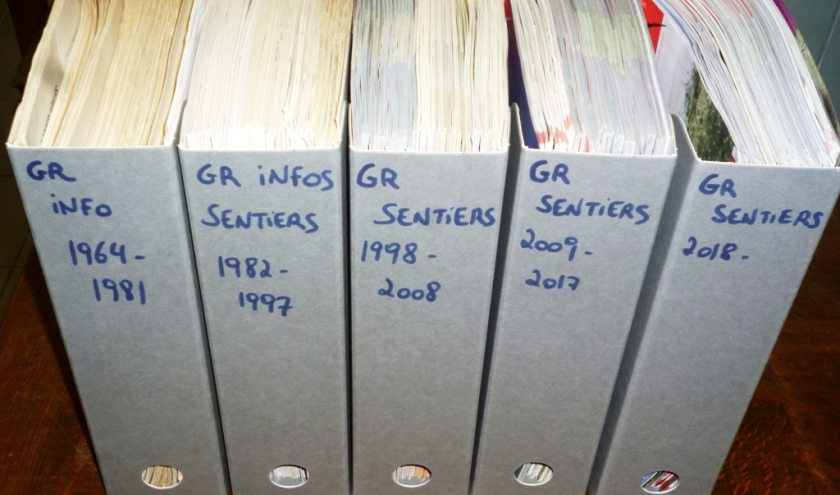 GR
iNFO
1964-
1981
GR iNFOS
SENTiERS
1982-
1997
GR
SENTiERS
1998-
2008
GR
SENTiERS
2009-
2017
GR
SENTiERS
2018-